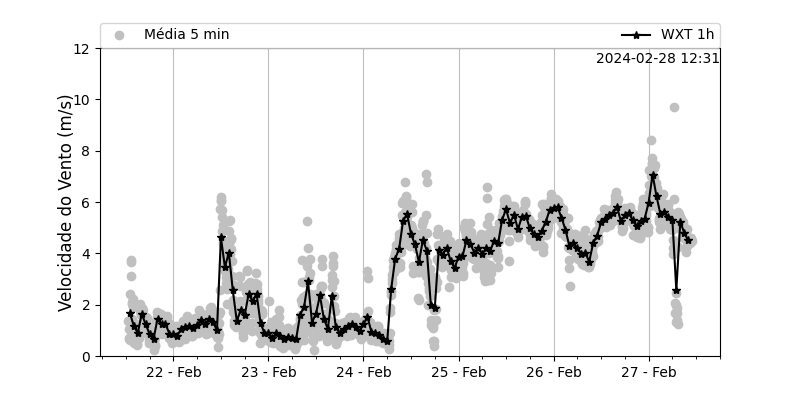 Média 5 min
WXT 1h
2024-02-28 12:31
Velocidade do Vento (m/s)
12
10
8
6
4
2
0
22 - Feb
23 - Feb
24 - Feb
25 - Feb
26 - Feb
27 - Feb